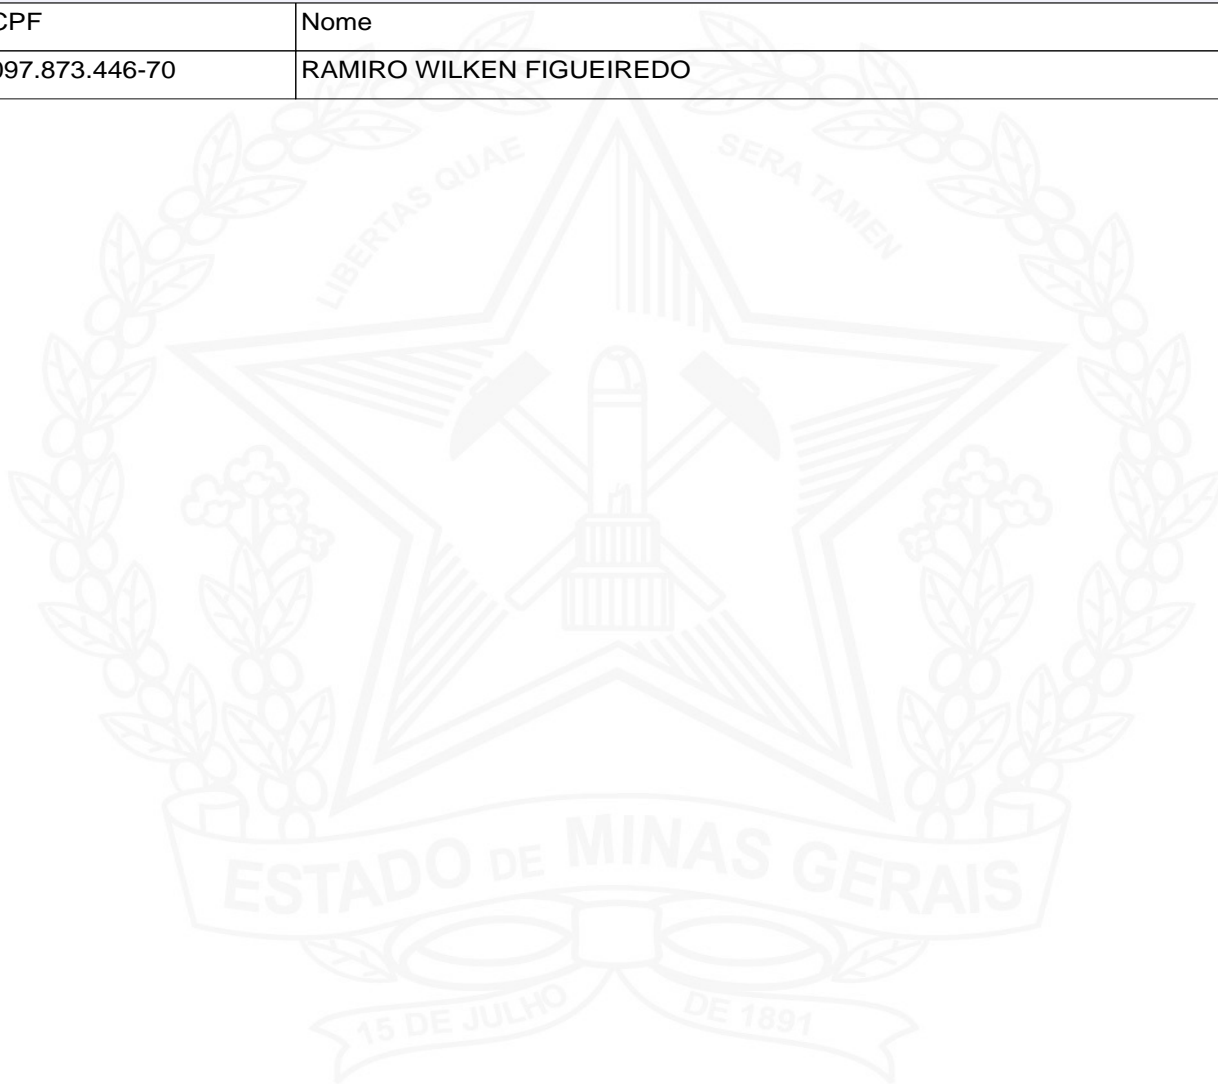 CPF Nome
097.873.446-70 RAMIRO WILKEN FIGUEIREDO
LIBERTAS QUAE SERA TAMEN
ESTADO DE MINAS GERAIS
15 DE JULHO DE 1891